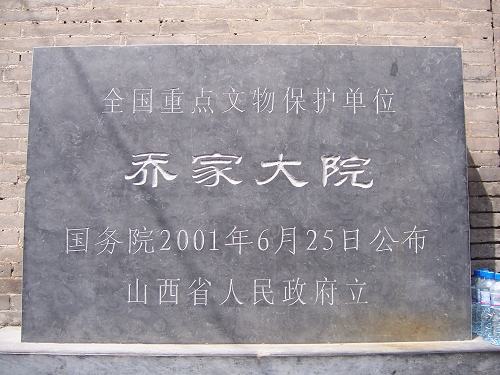 全国重点文物保护单位
乔家大院
国务院2001年6月25日公布
山西省人民政府立